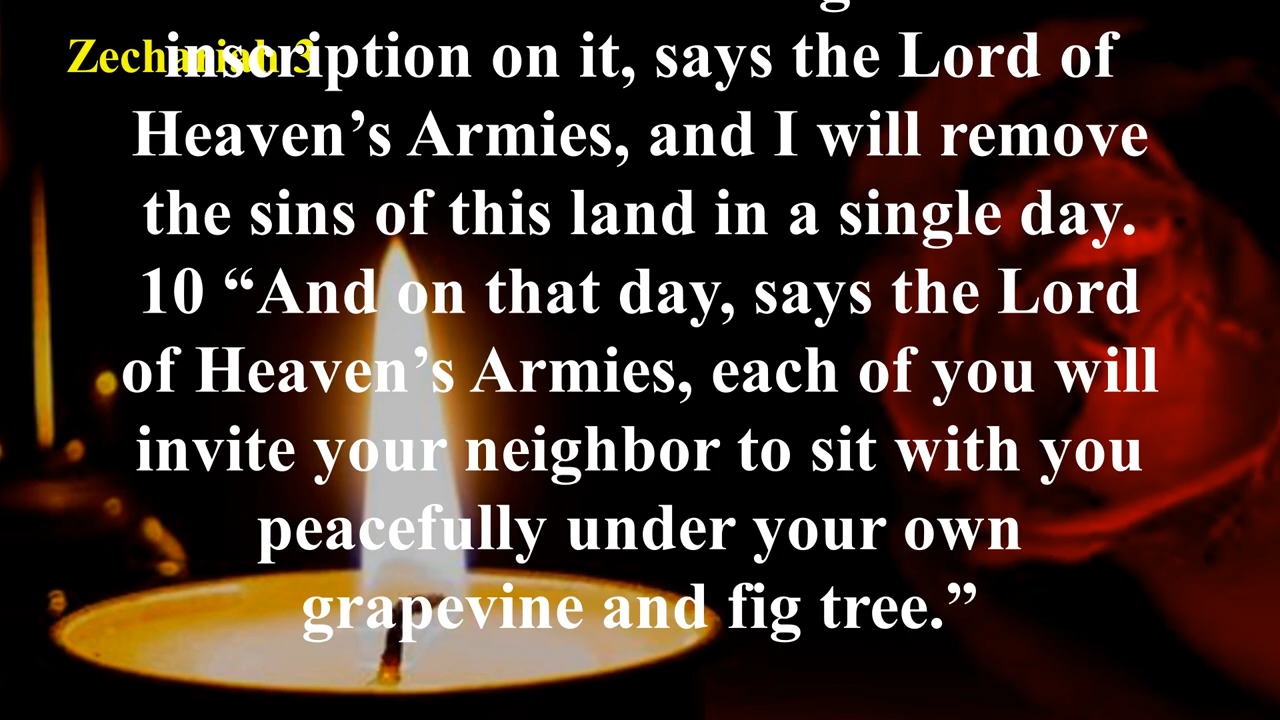 Zechariah 3
inscription on it, says the Lord of
Heaven’s Armies, and I will remove
the sins of this land in a single day.
10 “And on that day, says the Lord
of Heaven’s Armies, each of you will
invite your neighbor to sit with you
peacefully under your own
grapevine and fig tree.”